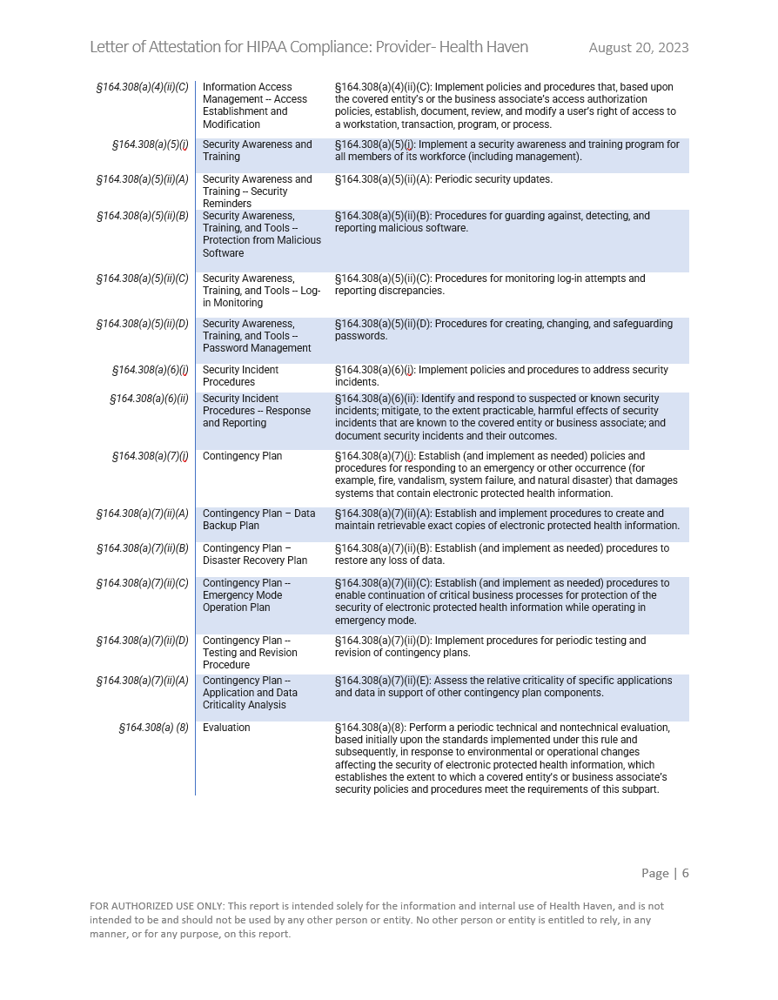 Letter of Attestation for HIPAA Compliance: Provider- Health Haven August 20, 2023
§164.308(a)(4)(ii)(C)
Information Access
Management -- Access
Establishment and
Modification
§164.308(a)(4)(ii)(C): Implement policies and procedures that, based upon
the covered entity's or the business associate's access authorization
policies, establish, document, review, and modify a user's right of access to
a workstation, transaction, program, or process.
§164.308(a)(5)(i)
Security Awareness and
Training
§164.308(a)(5)(i): Implement a security awareness and training program for
all members of its workforce (including management).
§164.308(a)(5)(ii)(A)
Security Awareness and
Training -- Security
Reminders
§164.308(a)(5)(ii)(A): Periodic security updates.
§164.308(a)(5)(ii)(B)
Security Awareness,
Training, and Tools --
Protection from Malicious
Software
§164.308(a)(5)(ii)(B): Procedures for guarding against, detecting, and
reporting malicious software.
§164.308(a)(5)(ii)(C)
Security Awareness,
Training, and Tools -- Log-
in Monitoring
§164.308(a)(5)(ii)(C): Procedures for monitoring log-in attempts and
reporting discrepancies.
§164.308(a)(5)(ii)(D)
Security Awareness,
Training, and Tools --
Password Management
§164.308(a)(5)(ii)(D): Procedures for creating, changing, and safeguarding
passwords.
§164.308(a)(6)(i)
Security Incident
Procedures
§164.308(a)(6)(i): Implement policies and procedures to address security
incidents.
§164.308(a)(6)(ii)
Security Incident
Procedures -- Response
and Reporting
§164.308(a)(6)(ii): Identify and respond to suspected or known security
incidents; mitigate, to the extent practicable, harmful effects of security
incidents that are known to the covered entity or business associate; and
document security incidents and their outcomes.
§164.308(a)(7)(i)
Contingency Plan
§164.308(a)(7)(i): Establish (and implement as needed) policies and
procedures for responding to an emergency or other occurrence (for
example, fire, vandalism, system failure, and natural disaster) that damages
systems that contain electronic protected health information.
§164.308(a)(7)(ii)(A)
Contingency Plan – Data
Backup Plan
§164.308(a)(7)(ii)(A): Establish and implement procedures to create and
maintain retrievable exact copies of electronic protected health information.
§164.308(a)(7)(ii)(B)
Contingency Plan –
Disaster Recovery Plan
§164.308(a)(7)(ii)(B): Establish (and implement as needed) procedures to
restore any loss of data.
§164.308(a)(7)(ii)(C)
Contingency Plan --
Emergency Mode
Operation Plan
§164.308(a)(7)(ii)(C): Establish (and implement as needed) procedures to
enable continuation of critical business processes for protection of the
security of electronic protected health information while operating in
emergency mode.
§164.308(a)(7)(ii)(D)
Contingency Plan --
Testing and Revision
Procedure
§164.308(a)(7)(ii)(D): Implement procedures for periodic testing and
revision of contingency plans.
§164.308(a)(7)(ii)(A)
Contingency Plan --
Application and Data
Criticality Analysis
§164.308(a)(7)(ii)(E): Assess the relative criticality of specific applications
and data in support of other contingency plan components.
§164.308(a) (8)
Evaluation
§164.308(a)(8): Perform a periodic technical and nontechnical evaluation,
based initially upon the standards implemented under this rule and
subsequently, in response to environmental or operational changes
affecting the security of electronic protected health information, which
establishes the extent to which a covered entity's or business associate's
security policies and procedures meet the requirements of this subpart.
Page | 6
FOR AUTHORIZED USE ONLY: This report is intended solely for the information and internal use of Health Haven, and is not
intended to be and should not be used by any other person or entity. No other person or entity is entitled to rely, in any
manner, or for any purpose, on this report.